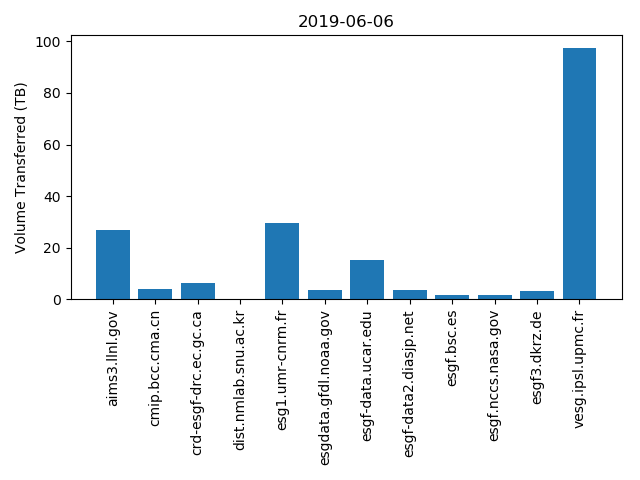 2019-06-06
Volume Transferred (TB)
100
80
60
40
20
0
aims3.llnl.gov
cmip.bcc.cma.cn
crd-esgf-drc.ec.gc.ca
dist.nmlab.snu.ac.kr
esg1.umr-cnrm.fr
esgdata.gfdl.noaa.gov
esgf-data.ucar.edu
esgf-data2.diasjp.net
esgf.bsc.es
esgf.nccs.nasa.gov
esgf3.dkrz.de
vesg.ipsl.upmc.fr